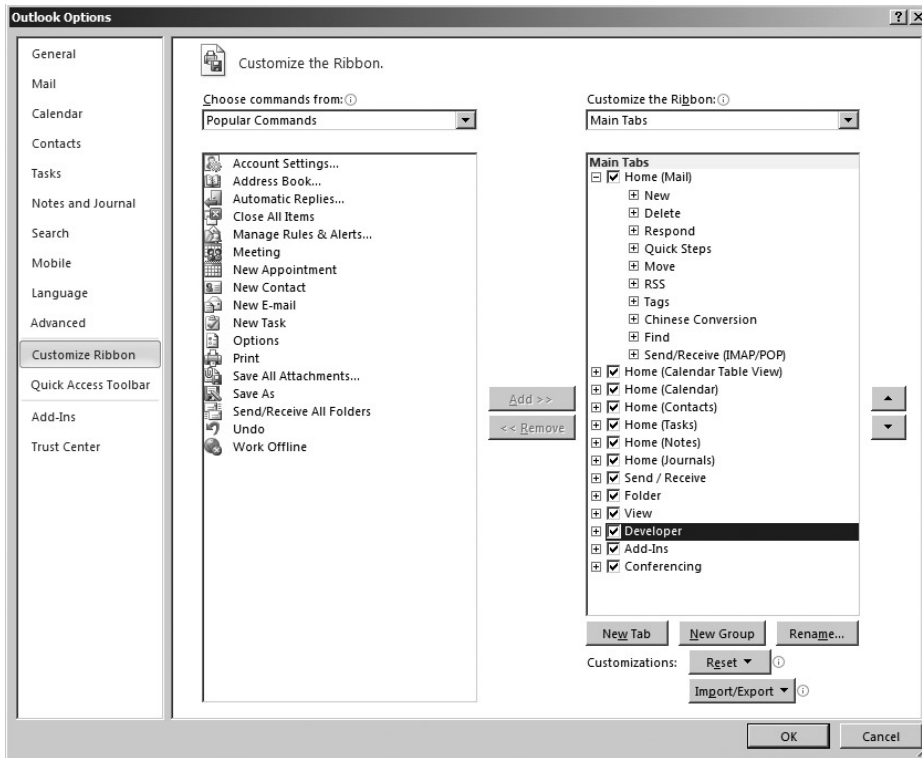 Outlook Options
General
Mail
Calendar
Contacts
Tasks
Notes and Journal
Search
Mobile
Language
Advanced
Customize Ribbon
Quick Access Toolbar
Add-Ins
Trust Center
Customize the Ribbon.
Choose commands from:
Popular Commands
Account Settings...
Address Book...
Automatic Replies...
Close All Items
Manage Rules & Alerts...
Meeting
New Appointment
New Contact
New E-mail
New Task
Options
Print
Save All Attachments...
Save As
Send/Receive All Folders
Undo
Work Offline
Add >>
<< Remove
Customize the Ribbon:
Main Tabs
Main Tabs
Home (Mail)
New
Delete
Respond
Quick Steps
Move
RSS
Tags
Chinese Conversion
Find
Send/Receive (IMAP/POP)
Home (Calendar Table View)
Home (Calendar)
Home (Contacts)
Home (Tasks)
Home (Notes)
Home (Journals)
Send / Receive
Folder
View
Developer
Add-Ins
Conferencing
New Tab
New Group
Rename...
Customizations:
Reset
Import/Export
OK
Cancel